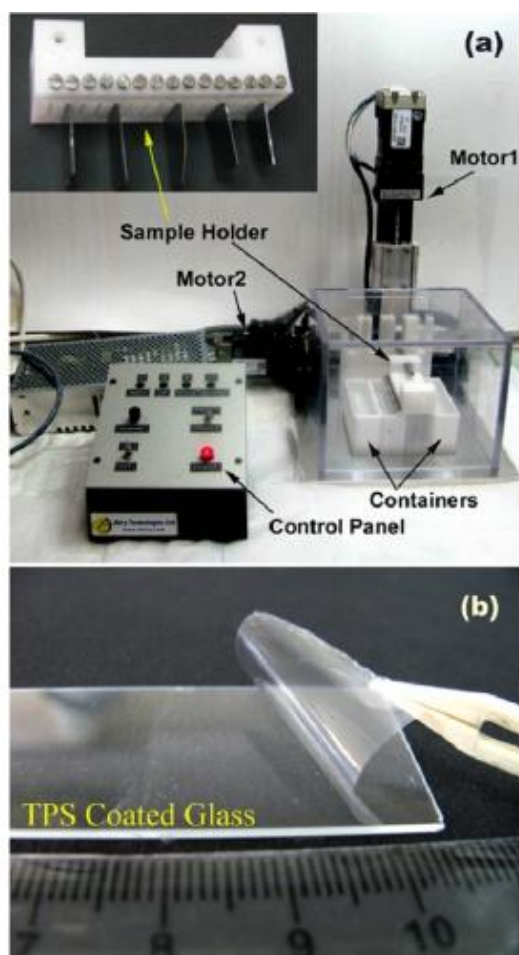 (a)
Motor1
Sample Holder
Motor2
Containers
Control Panel
(b)
TPS Coated Glass
7 8 9 10